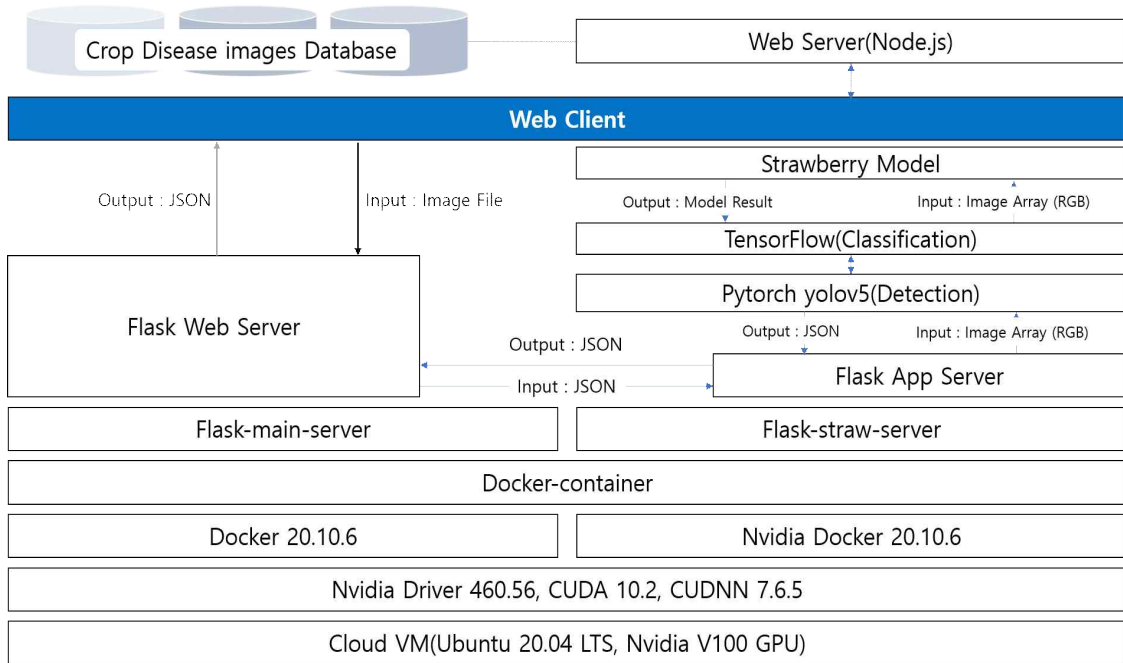 Crop Disease images Database
Web Server(Node.js)
Web Client
Strawberry Model
Output : JSON
Input : Image File
Output : Model Result
Input : Image Array (RGB)
TensorFlow(Classification)
Pytorch yolov5(Detection)
Flask Web Server
Output : JSON
Input : Image Array (RGB)
Output : JSON
Input : JSON
Flask App Server
Flask-main-server
Flask-straw-server
Docker-container
Docker 20.10.6
Nvidia Docker 20.10.6
Nvidia Driver 460.56, CUDA 10.2, CUDNN 7.6.5
Cloud VM(Ubuntu 20.04 LTS, Nvidia V100 GPU)